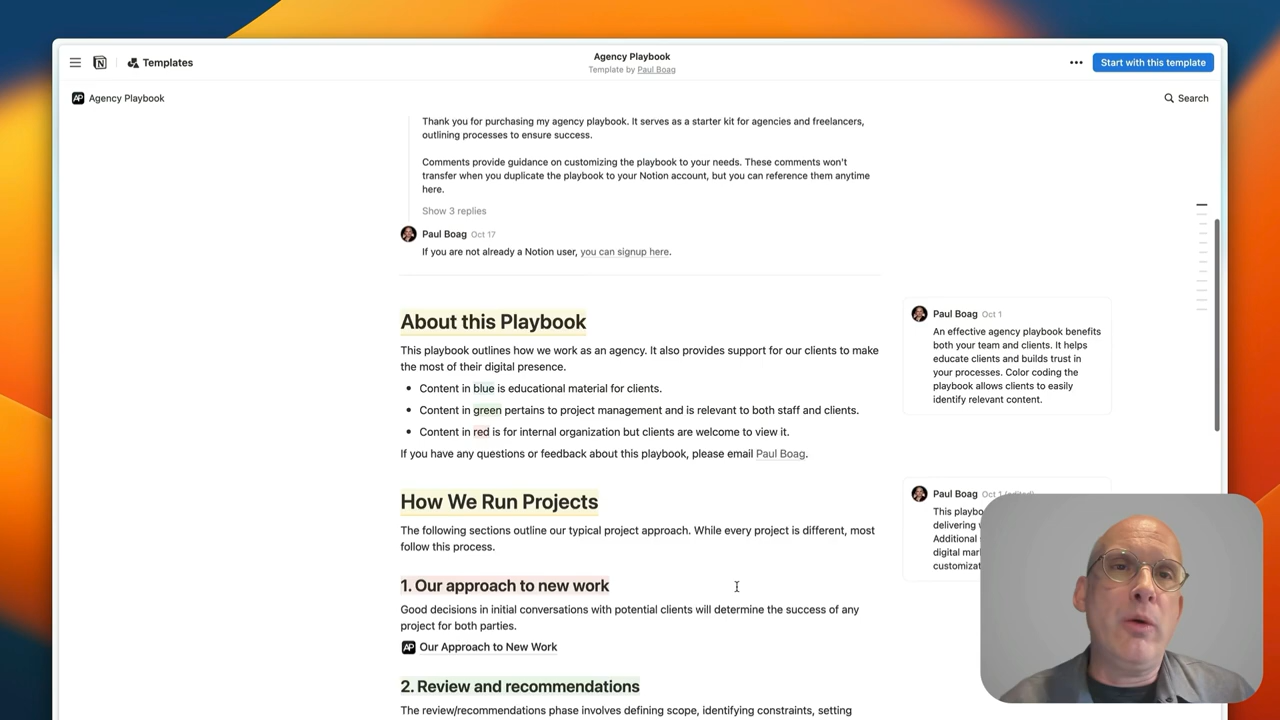 Templates
Agency Playbook
Template by Paul Boag
Start with this template
AP Agency Playbook
Search
Thank you for purchasing my agency playbook. It serves as a starter kit for agencies and freelancers,
outlining processes to ensure success.
Comments provide guidance on customizing the playbook to your needs. These comments won't
transfer when you duplicate the playbook to your Notion account, but you can reference them anytime
here.
Show 3 replies
Paul Boag Oct 17
If you are not already a Notion user, you can signup here.
About this Playbook
This playbook outlines how we work as an agency. It also provides support for our clients to make
the most of their digital presence.
• Content in blue is educational material for clients.
• Content in green pertains to project management and is relevant to both staff and clients.
• Content in red is for internal organization but clients are welcome to view it.
If you have any questions or feedback about this playbook, please email Paul Boag.
Paul Boag Oct 1
An effective agency playbook benefits
both your team and clients. It helps
educate clients and builds trust in
your processes. Color coding the
playbook allows clients to easily
identify relevant content.
How We Run Projects
The following sections outline our typical project approach. While every project is different, most
follow this process.
Paul Boag Oct 1 (edited)
This playbo
delivering
Additional
digital mar
customizat
1. Our approach to new work
Good decisions in initial conversations with potential clients will determine the success of any
project for both parties.
AP Our Approach to New Work
2. Review and recommendations
The review/recommendations phase involves defining scope, identifying constraints, setting